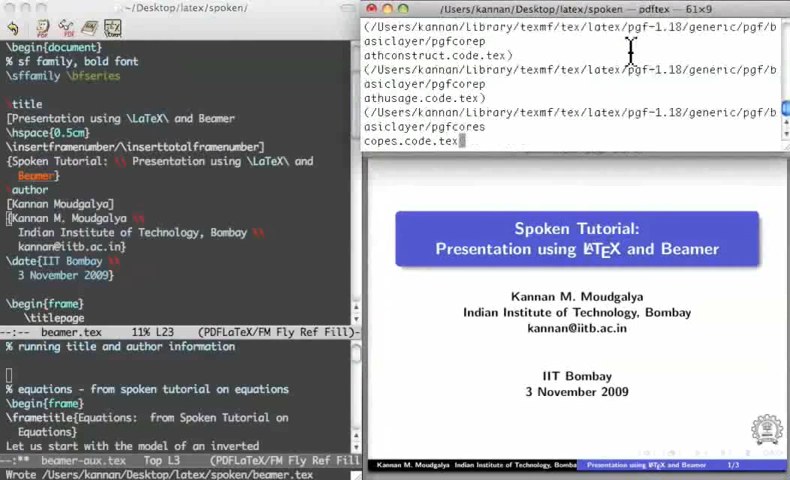 ~/Desktop/latex/spoken/
\begin{document}
% sf family, bold font
\sffamily \bfseries
\title
[Presentation using \LaTeX\ and Beamer
\hspace{0.5cm}
\insertframenumber/\inserttotalframenumber]
{Spoken Tutorial: \\ Presentation using \LaTeX\ and
Beamer}
\author
[Kannan Moudgalya]
{Kannan M. Moudgalya \\
Indian Institute of Technology, Bombay \\
kannan@iitb.ac.in}
\date{IIT Bombay \\
3 November 2009}
\begin{frame}
\titlepage
--:-- beamer.tex 11% L23 (PDFLaTeX/FM Fly Ref Fill)-
% running title and author information
% equations - from spoken tutorial on equations
\begin{frame}
\frametitle{Equations: from Spoken Tutorial on
Equations}
Let us start with the model of an inverted
--:** beamer-aux.tex Top L3 (PDFLaTeX/FM Fly Ref Fill
Wrote /Users/kannan/Desktop/latex/spoken/beamer.tex
/Users/kannan/Desktop/latex/spoken — pdftex — 61×9
(/Users/kannan/Library/texmf/tex/latex/pgf-1.18/generic/pgf/b
asiclayer/pgfcorep
athconstruct.code.tex)
(/Users/kannan/Library/texmf/tex/latex/pgf-1.18/generic/pgf/b
asiclayer/pgfcorep
athusage.code.tex)
(/Users/kannan/Library/texmf/tex/latex/pgf-1.18/generic/pgf/b
asiclayer/pgfcores
copes.code.tex
Spoken Tutorial:
Presentation using LATEX and Beamer
Kannan M. Moudgalya
Indian Institute of Technology, Bombay
kannan@iitb.ac.in
IIT Bombay
3 November 2009
Kannan M. Moudgalya Indian Institute of Technology, Bomba Presentation using LATEX and Beamer 1/3